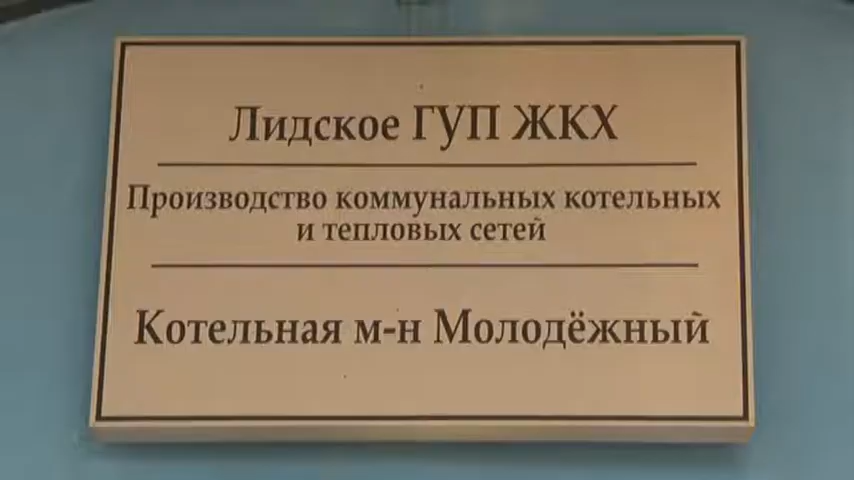 Лидское ГУП ЖКХ
Производство коммунальных котельных
и тепловых сетей
Котельная м-н Молодёжный